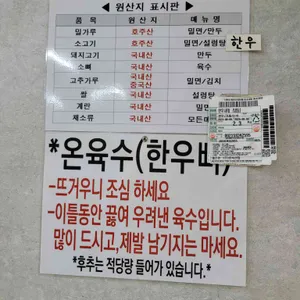 ◀ 원산지 표시판 ▶
품 목 원 산 지 메 뉴 명
밀가루 호주산 밀면/만두
소고기 호주산 밀면/설렁탕
한우
돼지고기 국내산 만두
소뼈 국내산 육수
고추가루 국내산 중국산 밀면/김치
쌀 국내산 설렁탕
계란 국내산
채소류 국내산
*온육수(한우뼈)*
-뜨거우니 조심 하세요
-이틀동안 끓여 우려낸 육수입니다.
많이 드시고,제발 남기지는 마세요.
*후추는 적당량 들어가 있습니다.*